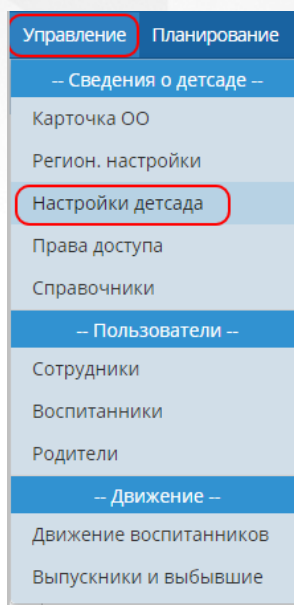 Управление Планирование
-- Сведения о детсаде --
Карточка ОО
Регион. настройки
Настройки детсада
Права доступа
Справочники
-- Пользователи --
Сотрудники
Воспитанники
Родители
-- Движение --
Движение воспитанников
Выпускники и выбывшие